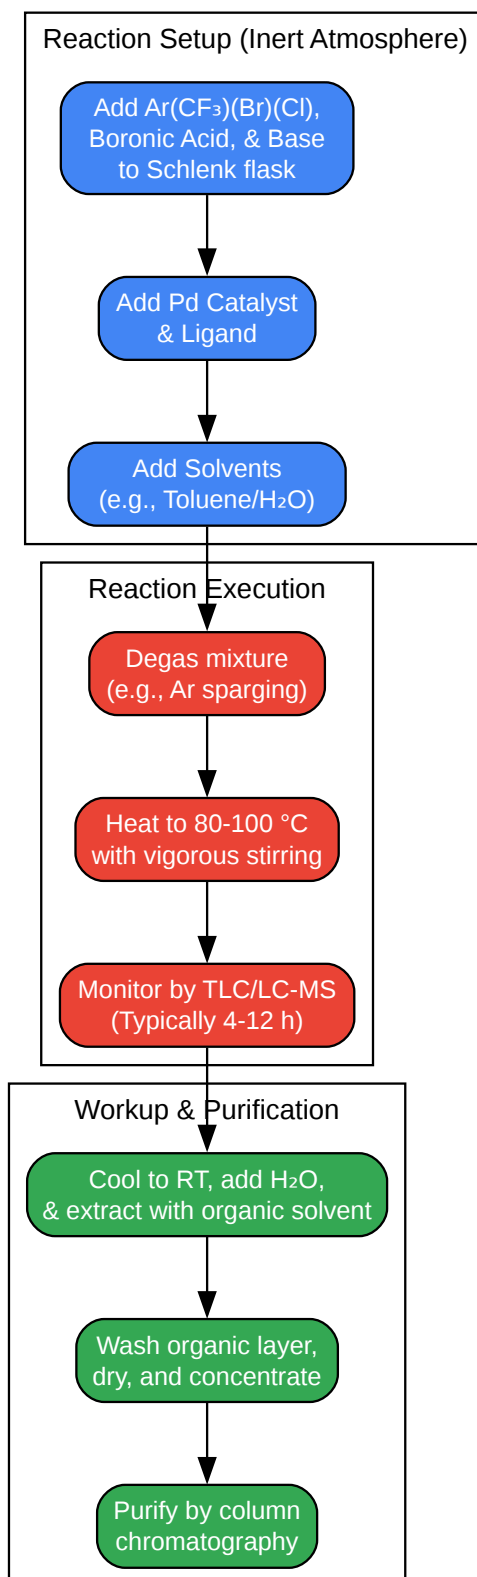 Reaction Setup (Inert Atmosphere)
Add Ar(CF₃)(Br)(Cl),
Boronic Acid, & Base
to Schlenk flask
Add Pd Catalyst
& Ligand
Add Solvents
(e.g., Toluene/H₂O)
Reaction Execution
Degas mixture
(e.g., Ar sparging)
Heat to 80-100 °C
with vigorous stirring
Monitor by TLC/LC-MS
(Typically 4-12 h)
Workup & Purification
Cool to RT, add H₂O,
& extract with organic solvent
Wash organic layer,
dry, and concentrate
Purify by column
chromatography